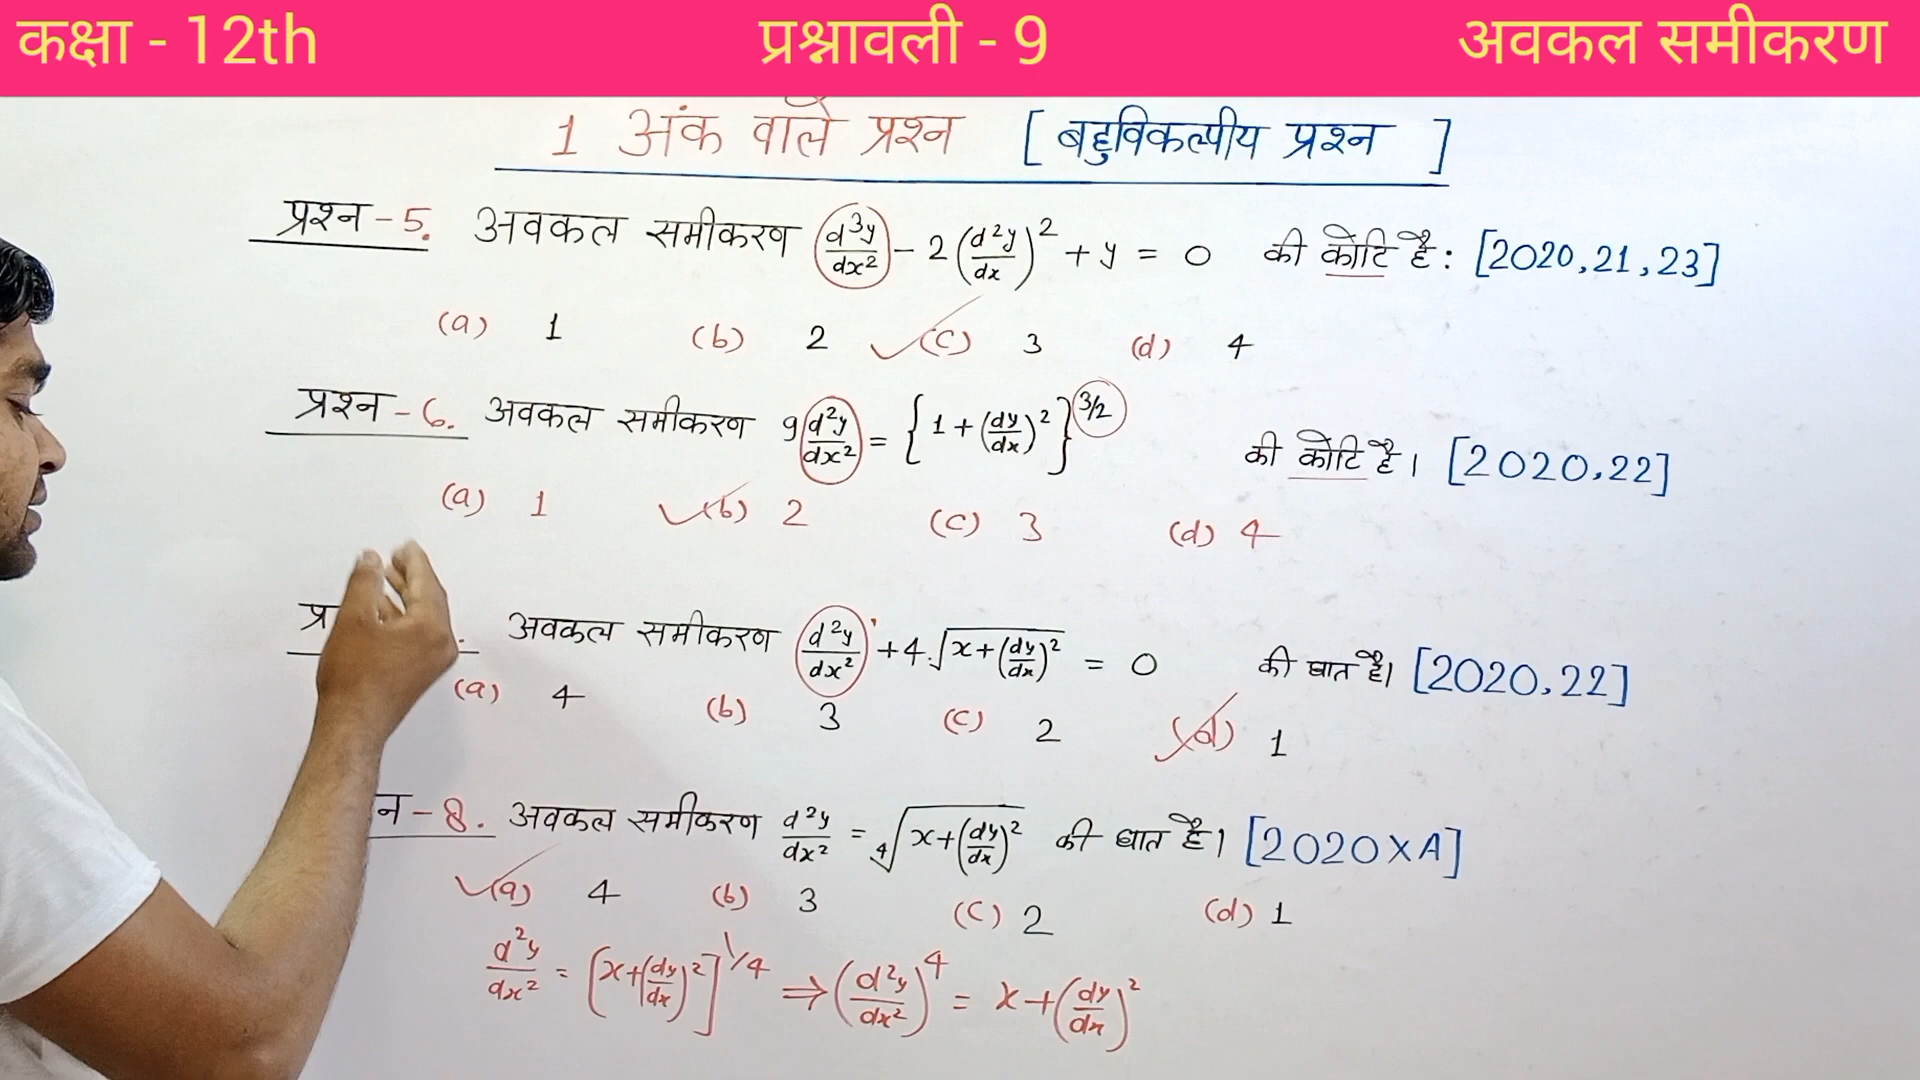 कक्षा - 12th प्रश्नावली - 9 अवकल समीकरण
1 अंक वाले प्रश्न [ बहुविकल्पीय प्रश्न ]
प्रश्न - 5. अवकल समीकरण d³y/dx² - 2(d²y/dx)² + y = 0 की कोटि है : [2020,21,23]
(a) 1 (b) 2 (c) 3 (d) 4
प्रश्न - 6. अवकल समीकरण 9 d²y/dx² = {1 + (dy/dx)²}^3/2 की कोटि है। [2020,22]
(a) 1 (b) 2 (c) 3 (d) 4
प्र . अवकल समीकरण d²y/dx² + 4√(x + (dy/dx)²) = 0 की घात है। [2020,22]
(a) 4 (b) 3 (c) 2 (d) 1
न - 8. अवकल समीकरण d²y/dx² = ⁴√(x + (dy/dx)²) की घात है। [2020XA]
(a) 4 (b) 3 (c) 2 (d) 1
d²y/dx² = [x + (dy/dx)²]^1/4 ⇒ (d²y/dx²)⁴ = x + (dy/dx)²